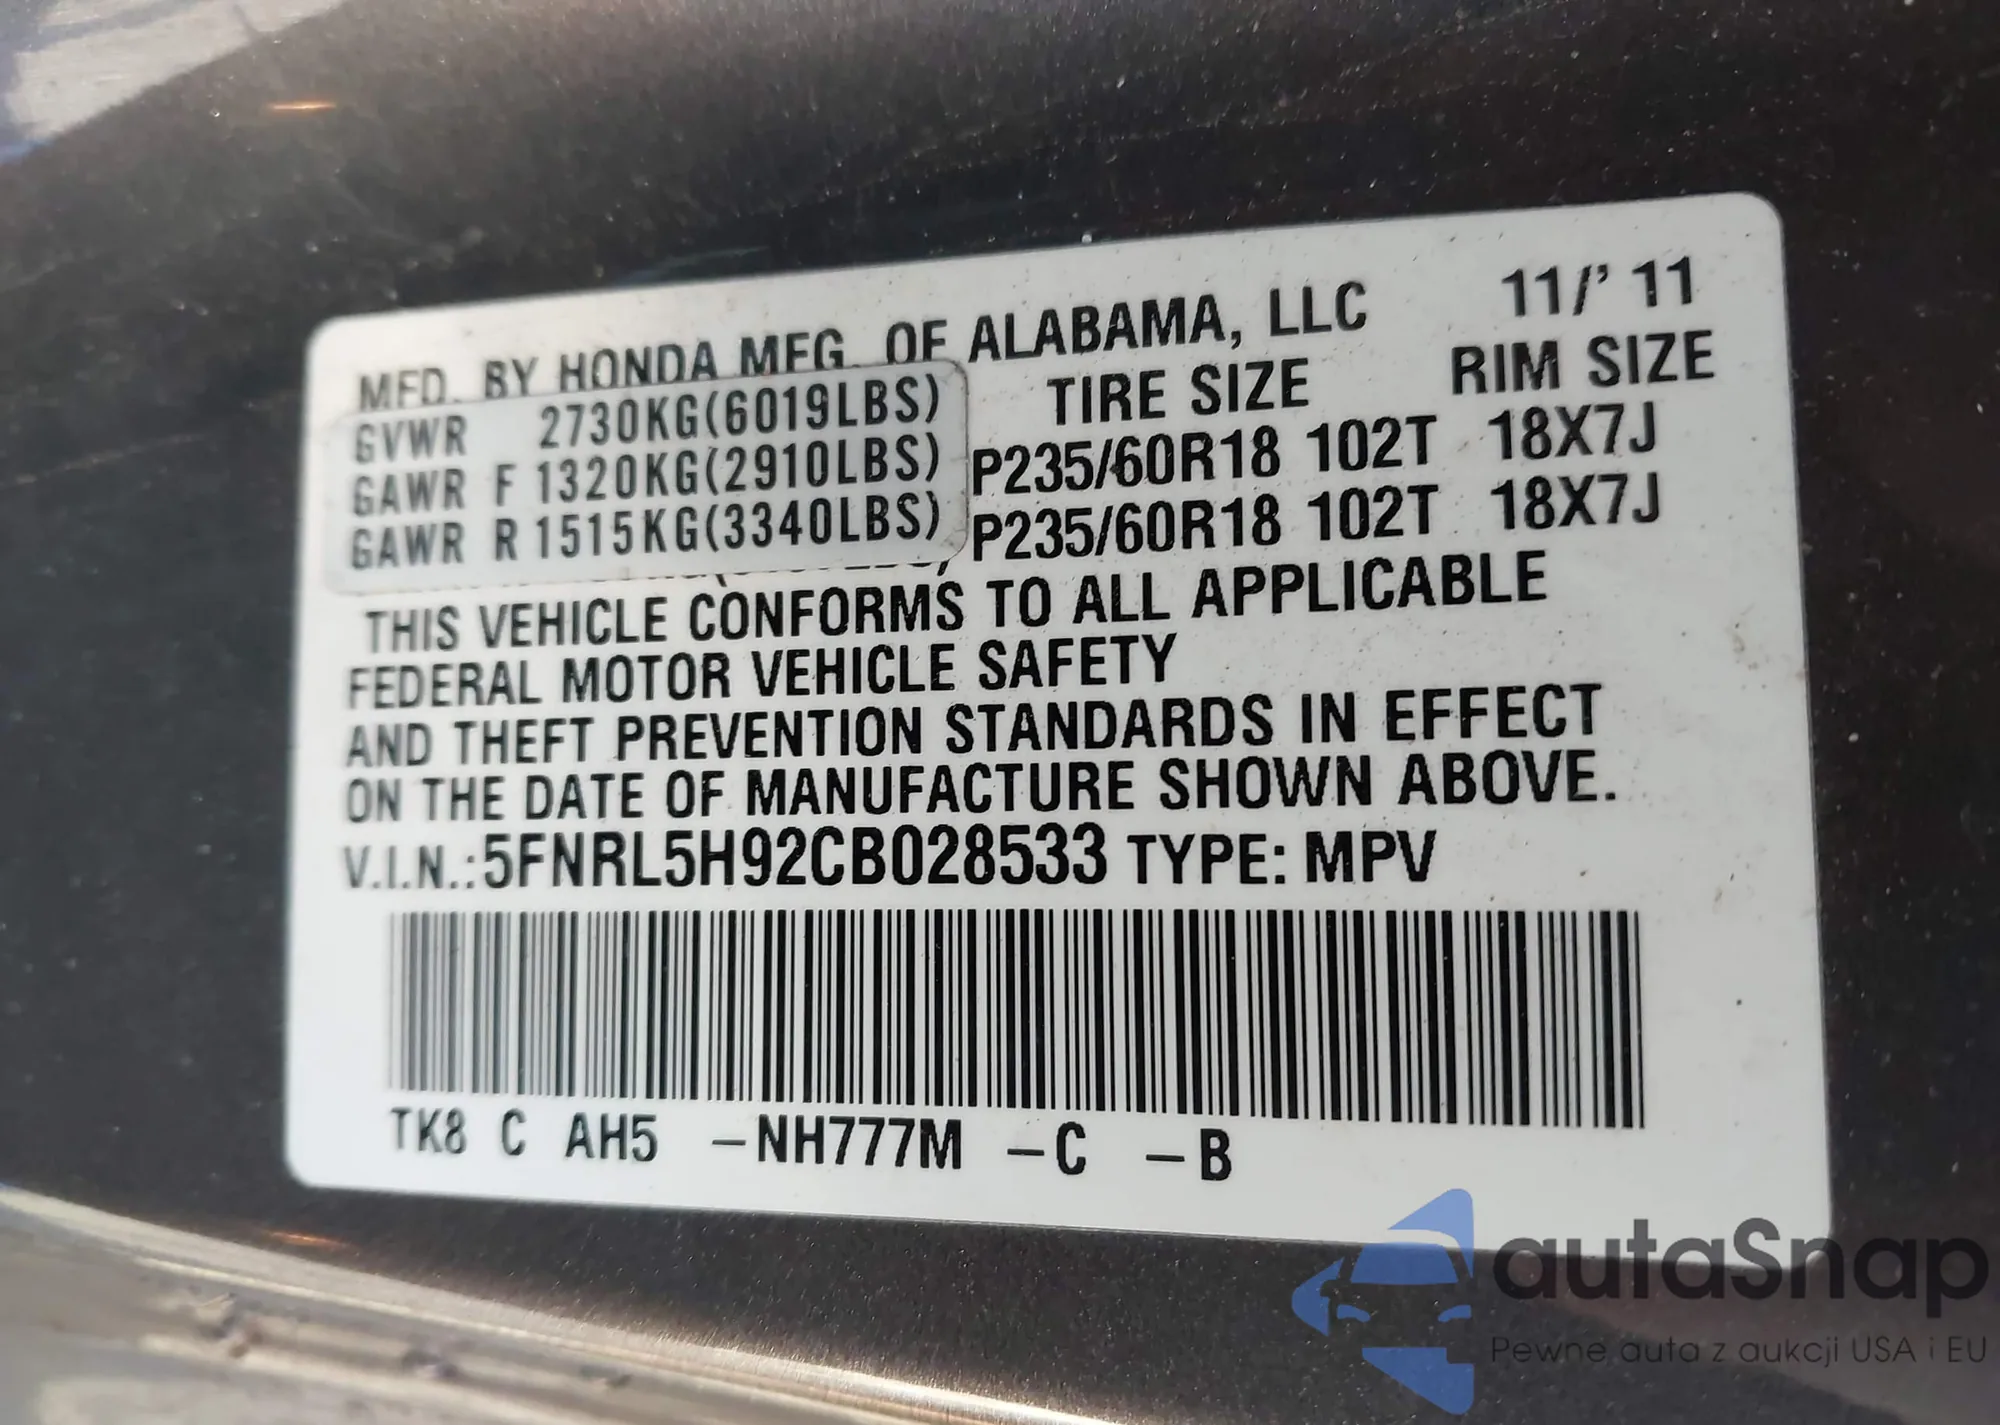 MFD. BY HONDA MFG. OF ALABAMA, LLC 11/' 11
TIRE SIZE RIM SIZE
GVWR 2730KG(6019LBS)
GAWR F 1320KG(2910LBS) P235/60R18 102T 18X7J
GAWR R 1515KG(3340LBS) P235/60R18 102T 18X7J
THIS VEHICLE CONFORMS TO ALL APPLICABLE
FEDERAL MOTOR VEHICLE SAFETY
AND THEFT PREVENTION STANDARDS IN EFFECT
ON THE DATE OF MANUFACTURE SHOWN ABOVE.
V.I.N.:5FNRL5H92CB028533 TYPE: MPV
TK8 C AH5 –NH777M –C –B
autaSnap
Pewne auta z aukcji USA i EU